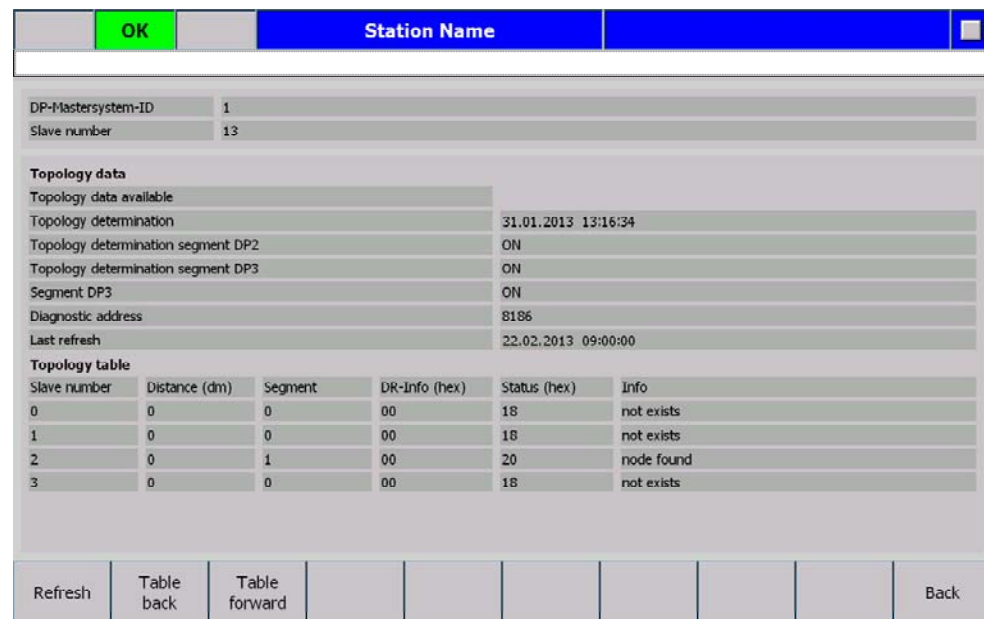 OK Station Name
DP-Mastersystem-ID 1
Slave number 13
Topology data
Topology data available
Topology determination 31.01.2013 13:16:34
Topology determination segment DP2 ON
Topology determination segment DP3 ON
Segment DP3 ON
Diagnostic address 8186
Last refresh 22.02.2013 09:00:00
Topology table
Slave number Distance (dm) Segment DR-Info (hex) Status (hex) Info
0 0 0 00 18 not exists
1 0 0 00 18 not exists
2 0 1 00 20 node found
3 0 0 00 18 not exists
Refresh Table back Table forward Back